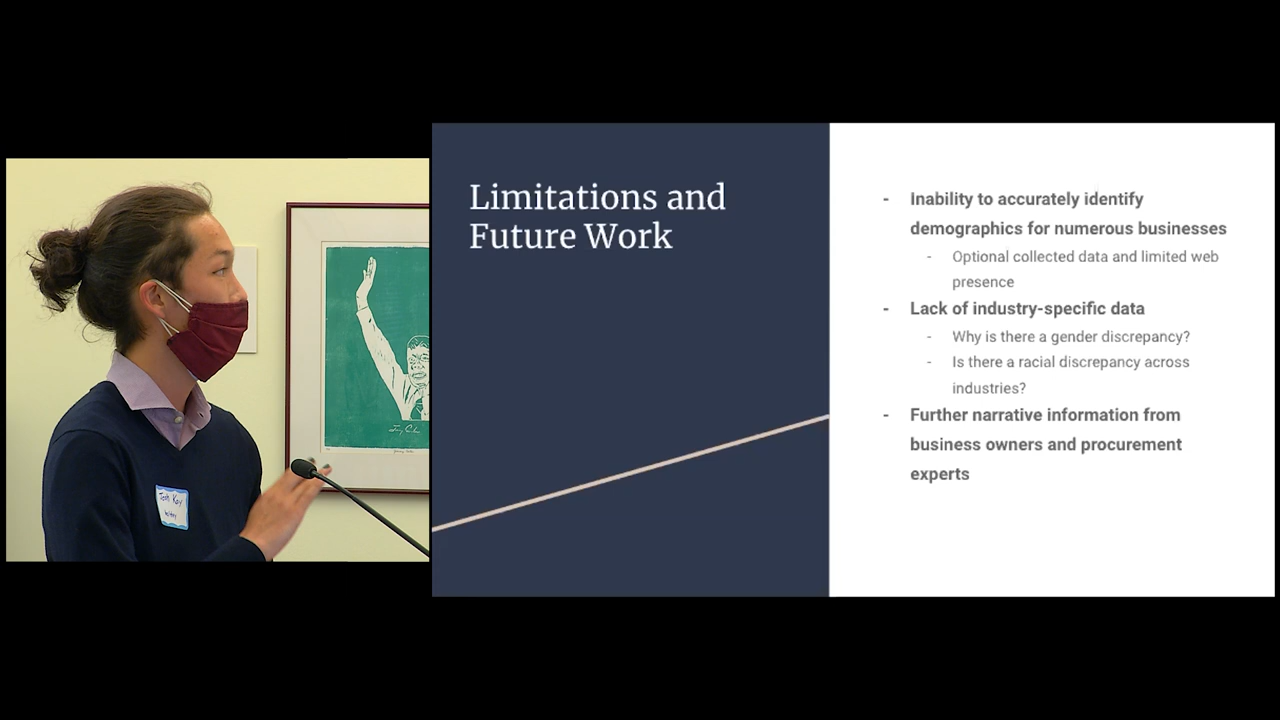 Limitations and
Future Work
- Inability to accurately identify
demographics for numerous businesses
- Optional collected data and limited web
presence
- Lack of industry-specific data
- Why is there a gender discrepancy?
- Is there a racial discrepancy across
industries?
- Further narrative information from
business owners and procurement
experts
Josh Kay